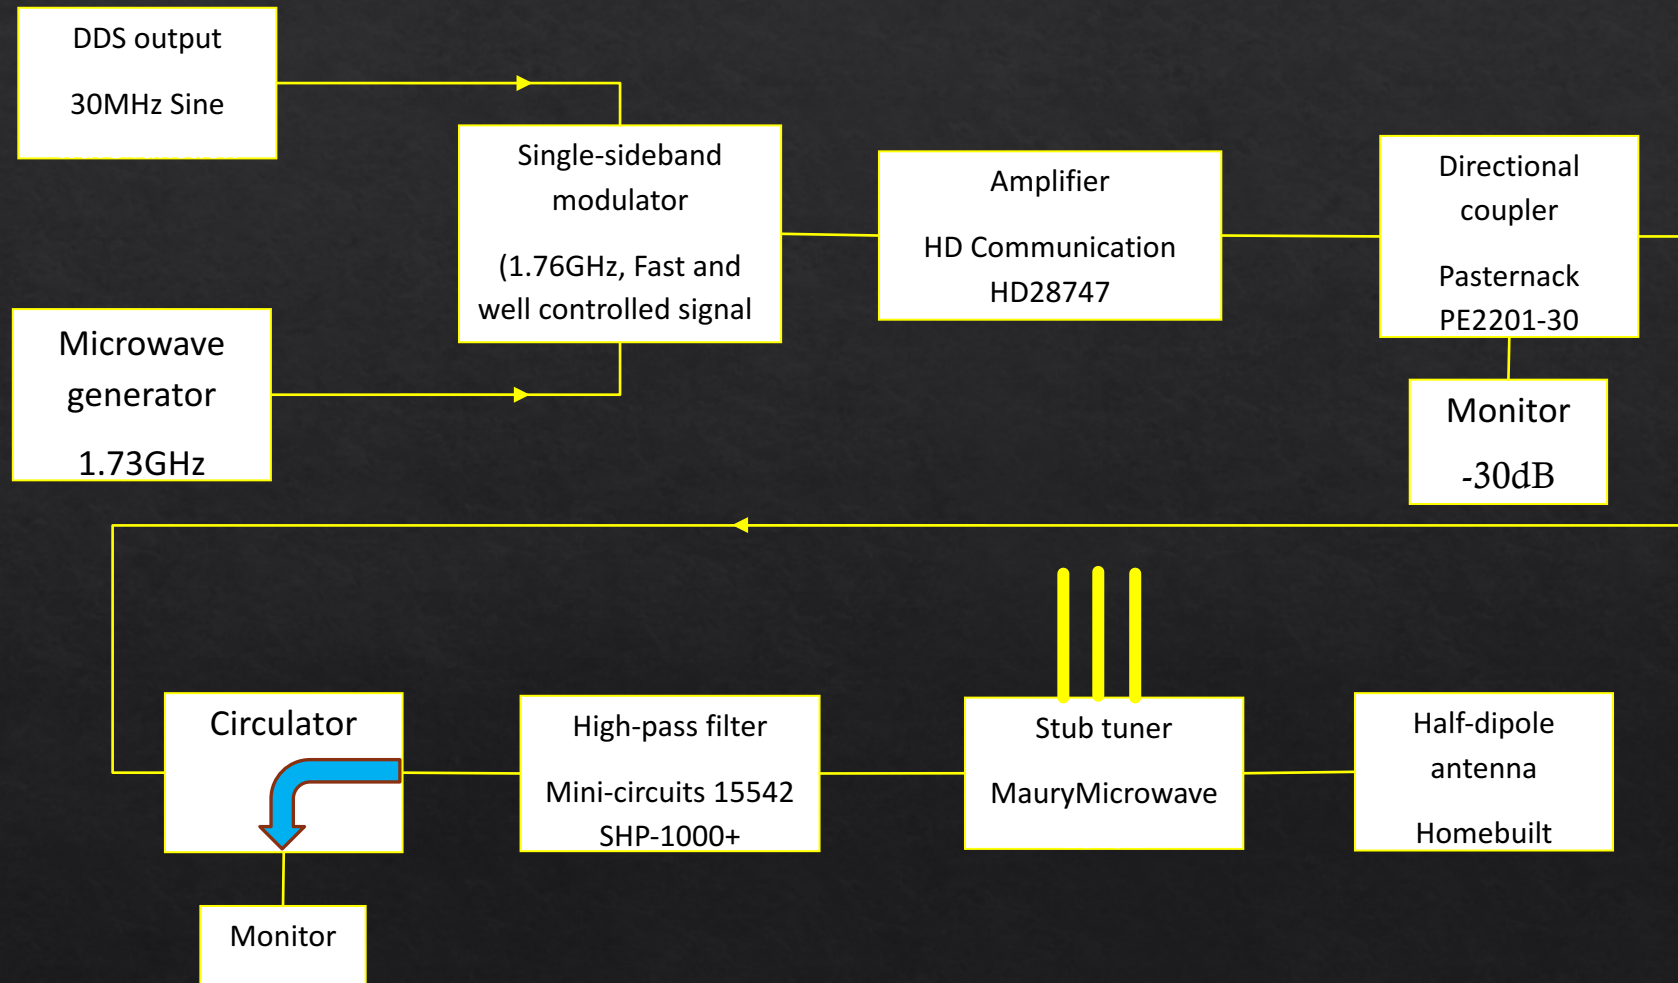 DDS output
30MHz Sine
Single-sideband
modulator
(1.76GHz, Fast and
well controlled signal
Microwave
generator
1.73GHz
Amplifier
HD Communication
HD28747
Directional
coupler
Pasternack
PE2201-30
Monitor
-30dB
Circulator
Monitor
High-pass filter
Mini-circuits 15542
SHP-1000+
Stub tuner
MauryMicrowave
Half-dipole
antenna
Homebuilt